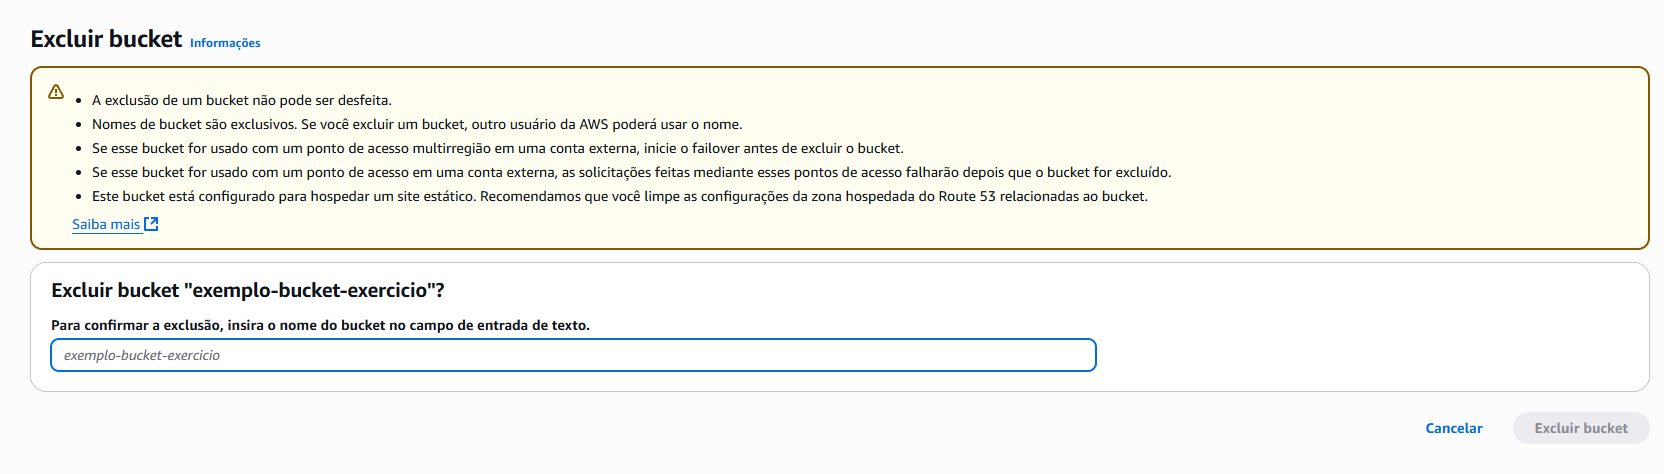 Excluir bucket Informações
A exclusão de um bucket não pode ser desfeita.
Nomes de bucket são exclusivos. Se você excluir um bucket, outro usuário da AWS poderá usar o nome.
Se esse bucket for usado com um ponto de acesso multirregião em uma conta externa, inicie o failover antes de excluir o bucket.
Se esse bucket for usado com um ponto de acesso em uma conta externa, as solicitações feitas mediante esses pontos de acesso falharão depois que o bucket for excluído.
Este bucket está configurado para hospedar um site estático. Recomendamos que você limpe as configurações da zona hospedada do Route 53 relacionadas ao bucket.
Saiba mais
Excluir bucket "exemplo-bucket-exercicio"?
Para confirmar a exclusão, insira o nome do bucket no campo de entrada de texto.
exemplo-bucket-exercicio
Cancelar Excluir bucket